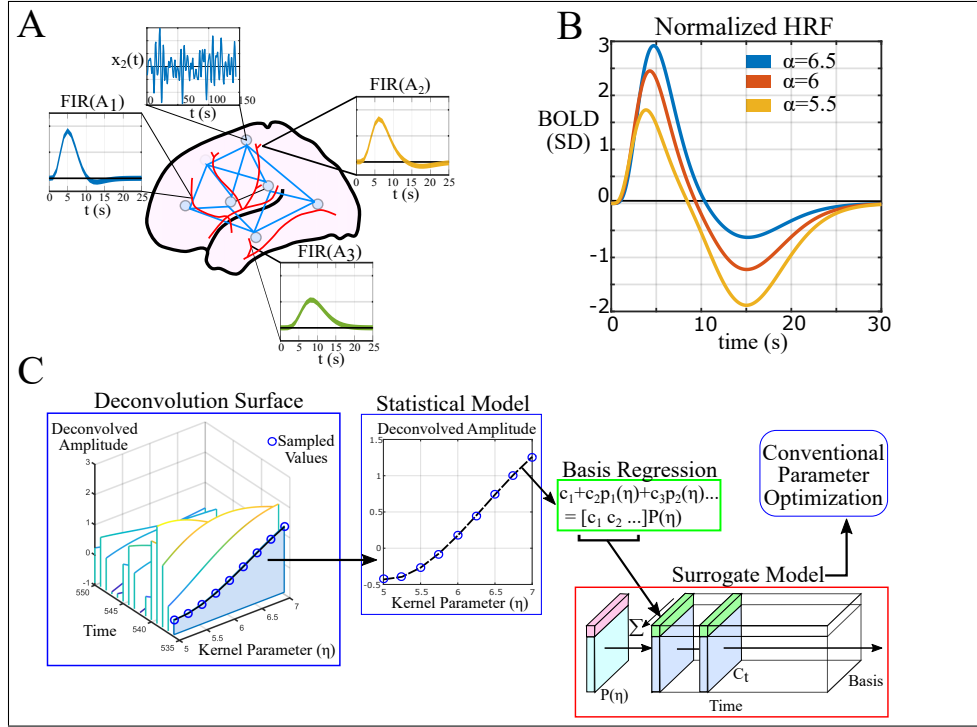 A
x₂(t)
0 50 100 150
t (s)
FIR(A₁)
0 5 10 15 20 25
t (s)
FIR(A₂)
0 5 10 15 20 25
t (s)
FIR(A₃)
0 5 10 15 20 25
t (s)
B
Normalized HRF
BOLD
(SD)
3
2
1
0
-1
-2
α=6.5
α=6
α=5.5
0 10 20 30
time (s)
C
Deconvolution Surface
Deconvolved
Amplitude
Sampled
Values
3
2
1
0
-1
550
545
540
535
Time
5
5.5
6
6.5
7
Kernel Parameter (η)
Statistical Model
Deconvolved Amplitude
1.5
1
0.5
0
-0.5
5 5.5 6 6.5 7
Kernel Parameter (η)
Basis Regression
c₁+c₂p₁(η)+c₃p₂(η)...
= [c₁ c₂ ...]P(η)
Conventional
Parameter
Optimization
Surrogate Model
Σ
P(η)
Cₜ
Time
Basis